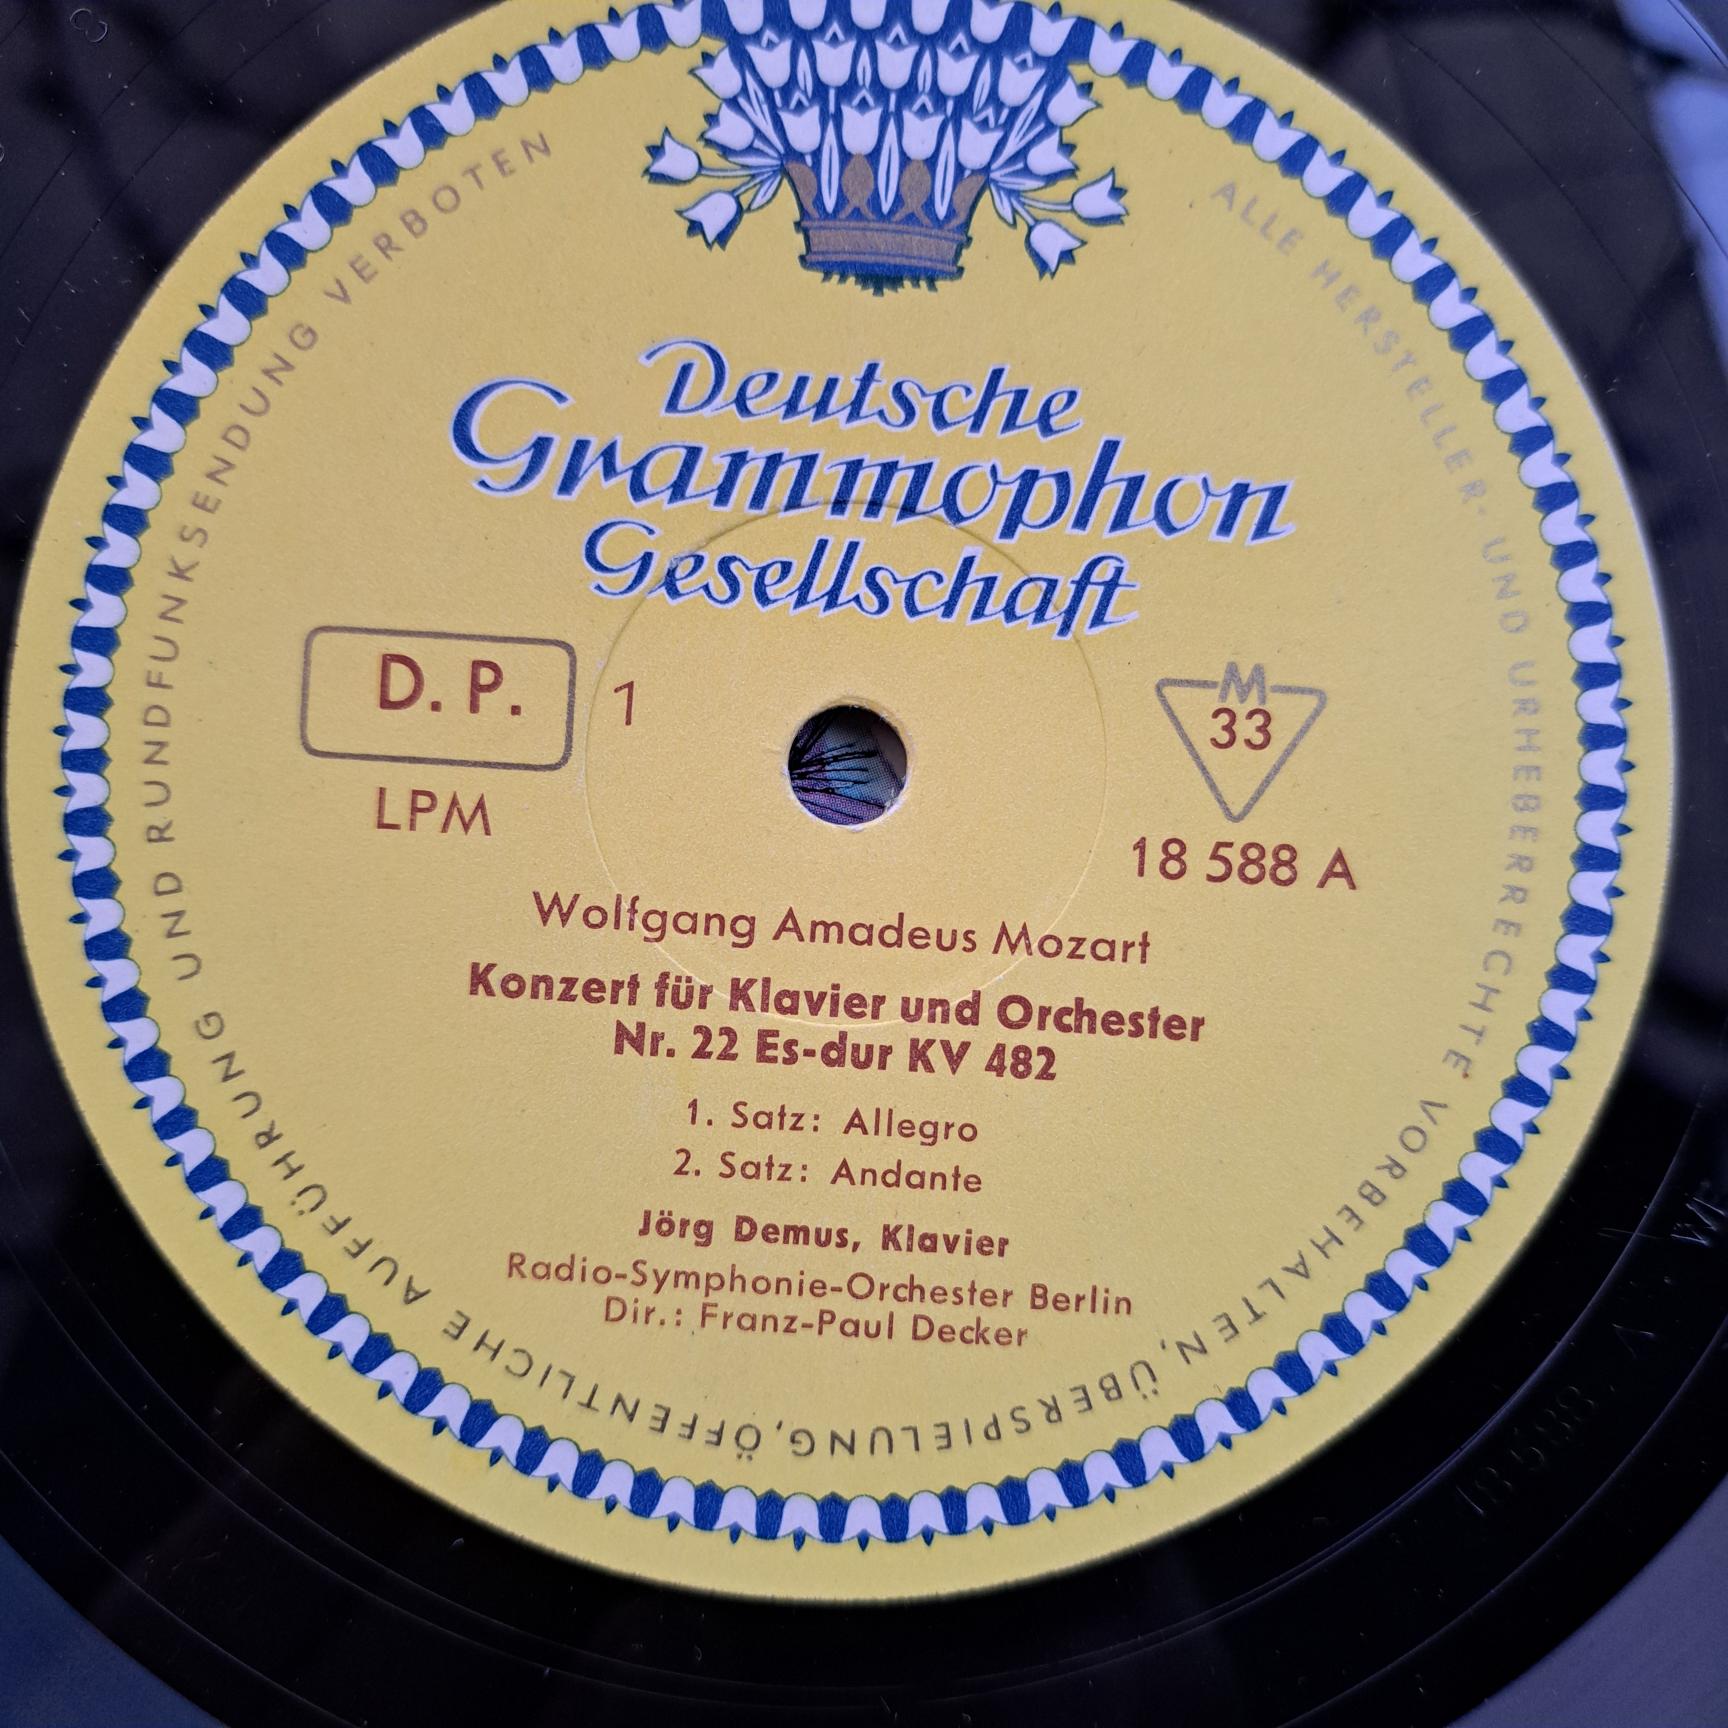 Deutsche
Grammophon
Gesellschaft
D. P.
1
M
33
LPM
18 588 A
Wolfgang Amadeus Mozart
Konzert für Klavier und Orchester
Nr. 22 Es-dur KV 482
1. Satz: Allegro
2. Satz: Andante
Jörg Demus, Klavier
Radio-Symphonie-Orchester Berlin
Dir.: Franz-Paul Decker
ALLE HERSTELLER- UND URHEBERRECHTE VORBEHALTEN, ÜBERSPIELUNG, ÖFFENTLICHE AUFFÜHRUNG UND RUNDFUNKSENDUNG VERBOTEN